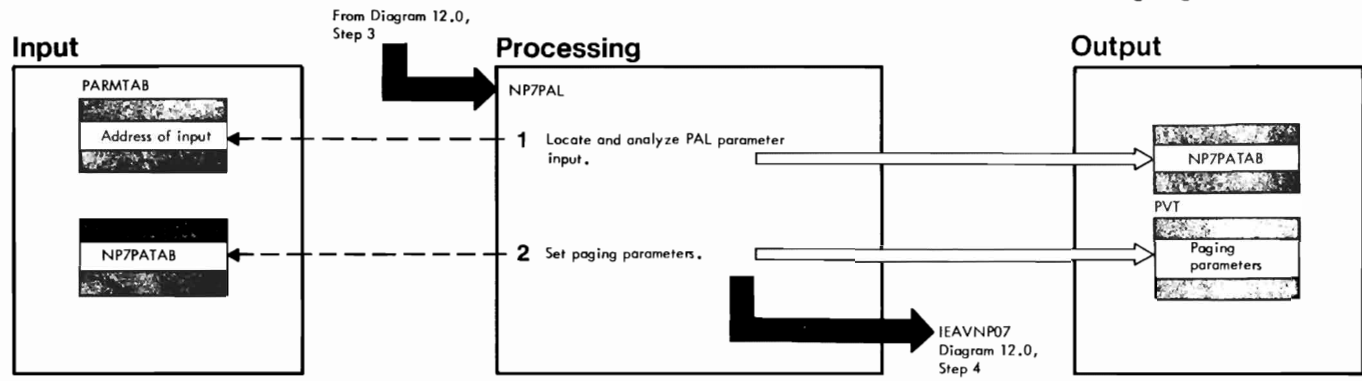 From Diagram 12.0,
Step 3
Input
Processing
Output
PARMTAB
Address of input
NP7PAL
1 Locate and analyze PAL parameter
input.
NP7PATAB
PVT
NP7PATAB
2 Set paging parameters.
Paging
parameters
IEAVNP07
Diagram 12.0,
Step 4